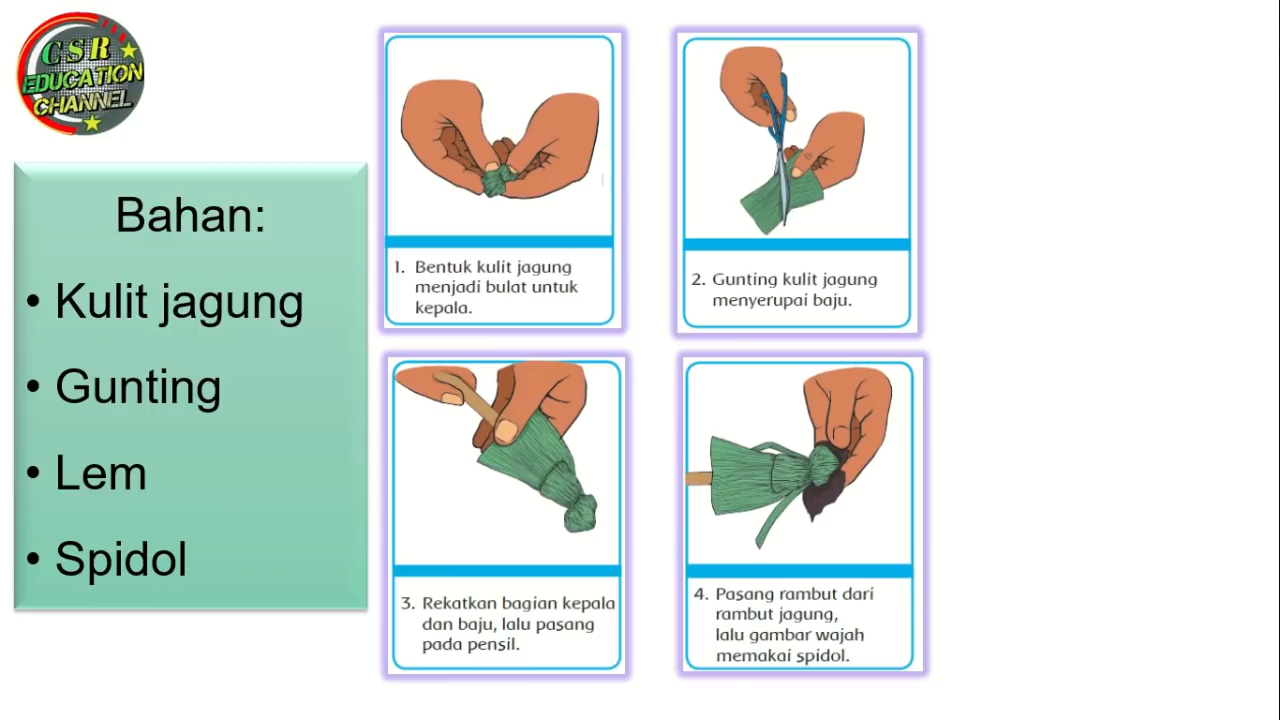 CSR
EDUCATION
CHANNEL
Bahan:
• Kulit jagung
• Gunting
• Lem
• Spidol
1. Bentuk kulit jagung
menjadi bulat untuk
kepala.
2. Gunting kulit jagung
menyerupai baju.
3. Rekatkan bagian kepala
dan baju, lalu pasang
pada pensil.
4. Pasang rambut dari
rambut jagung,
lalu gambar wajah
memakai spidol.